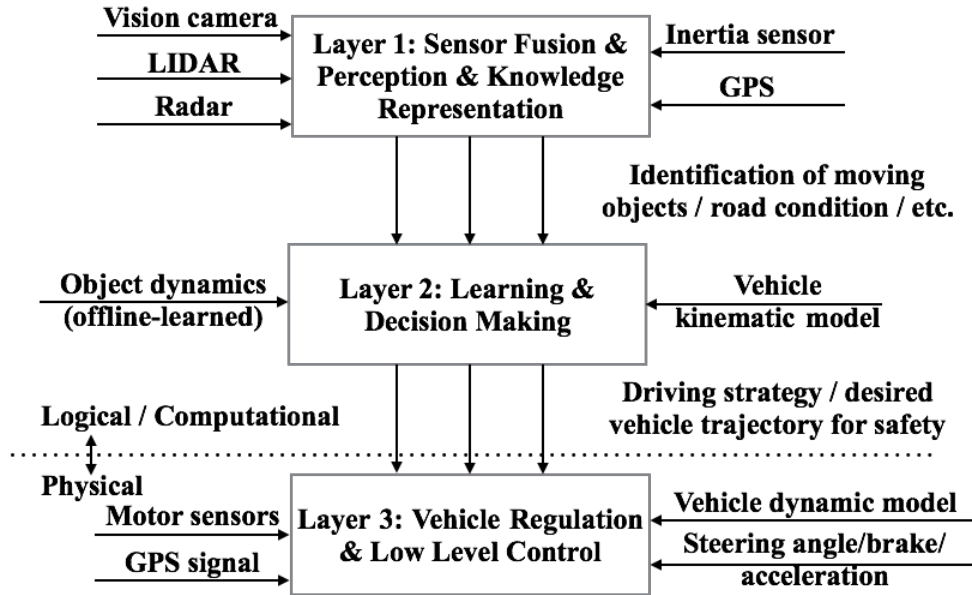 Vision camera
LIDAR
Radar
Layer 1: Sensor Fusion &
Perception & Knowledge
Representation
Inertia sensor
GPS
Identification of moving
objects / road condition / etc.
Object dynamics
(offline-learned)
Layer 2: Learning &
Decision Making
Vehicle
kinematic model
Driving strategy / desired
vehicle trajectory for safety
Logical / Computational
Physical
Motor sensors
GPS signal
Layer 3: Vehicle Regulation
& Low Level Control
Vehicle dynamic model
Steering angle/brake/
acceleration